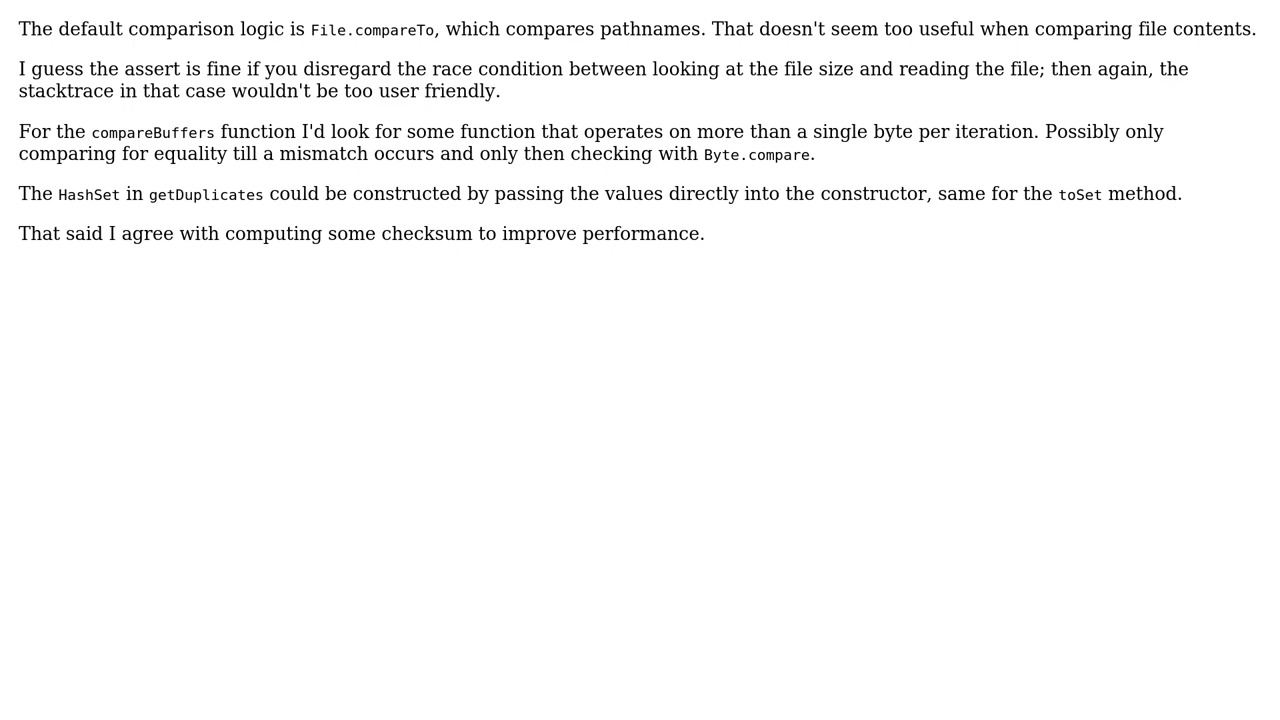 The default comparison logic is File.compareTo, which compares pathnames. That doesn't seem too useful when comparing file contents.
I guess the assert is fine if you disregard the race condition between looking at the file size and reading the file; then again, the
stacktrace in that case wouldn't be too user friendly.
For the compareBuffers function I'd look for some function that operates on more than a single byte per iteration. Possibly only
comparing for equality till a mismatch occurs and only then checking with Byte.compare.
The HashSet in getDuplicates could be constructed by passing the values directly into the constructor, same for the toSet method.
That said I agree with computing some checksum to improve performance.